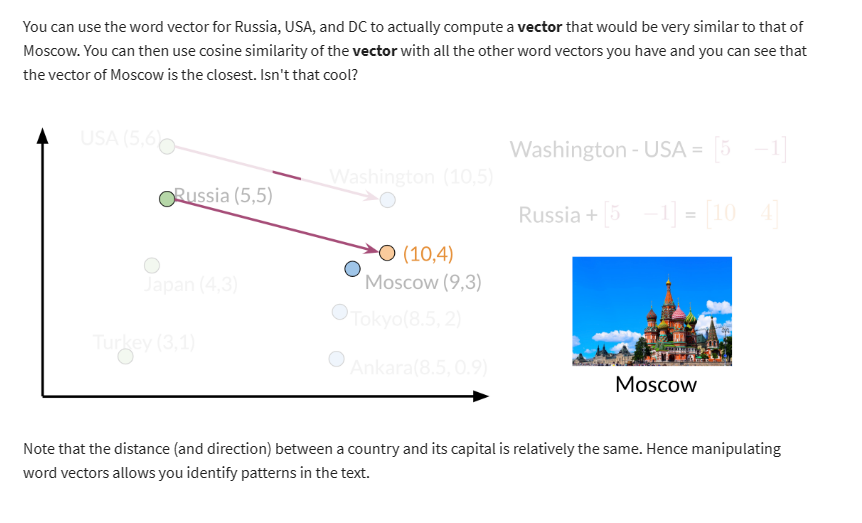 You can use the word vector for Russia, USA, and DC to actually compute a vector that would be very similar to that of
Moscow. You can then use cosine similarity of the vector with all the other word vectors you have and you can see that
the vector of Moscow is the closest. Isn't that cool?
USA (5,6)
Washington - USA = [5 −1]
Washington (10,5)
Russia (5,5)
Russia + [5 −1] = [10 4]
(10,4)
Japan (4,3)
Moscow (9,3)
Tokyo(8.5, 2)
Turkey (3,1)
Ankara(8.5, 0.9)
Moscow
Note that the distance (and direction) between a country and its capital is relatively the same. Hence manipulating
word vectors allows you identify patterns in the text.